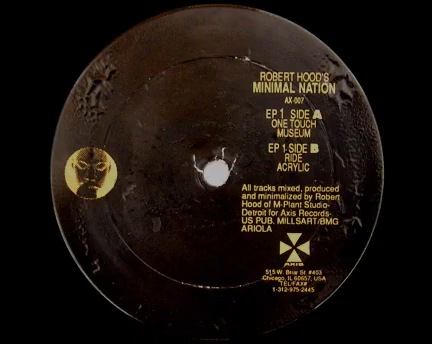 ROBERT HOOD'S
MINIMAL NATION
AX-007
EP 1 SIDE A
ONE TOUCH
MUSEUM
EP 1-SIDE B
RIDE
ACRYLIC
All tracks mixed, produced
and minimalized by Robert
Hood of M-Plant Studio-
Detroit for Axis Records-
US PUB. MILLSART/BMG
ARIOLA
AXIS
515 W. Briar St #403
Chicago, IL 60657, USA
TEL/FAX#
1-312-975-2445